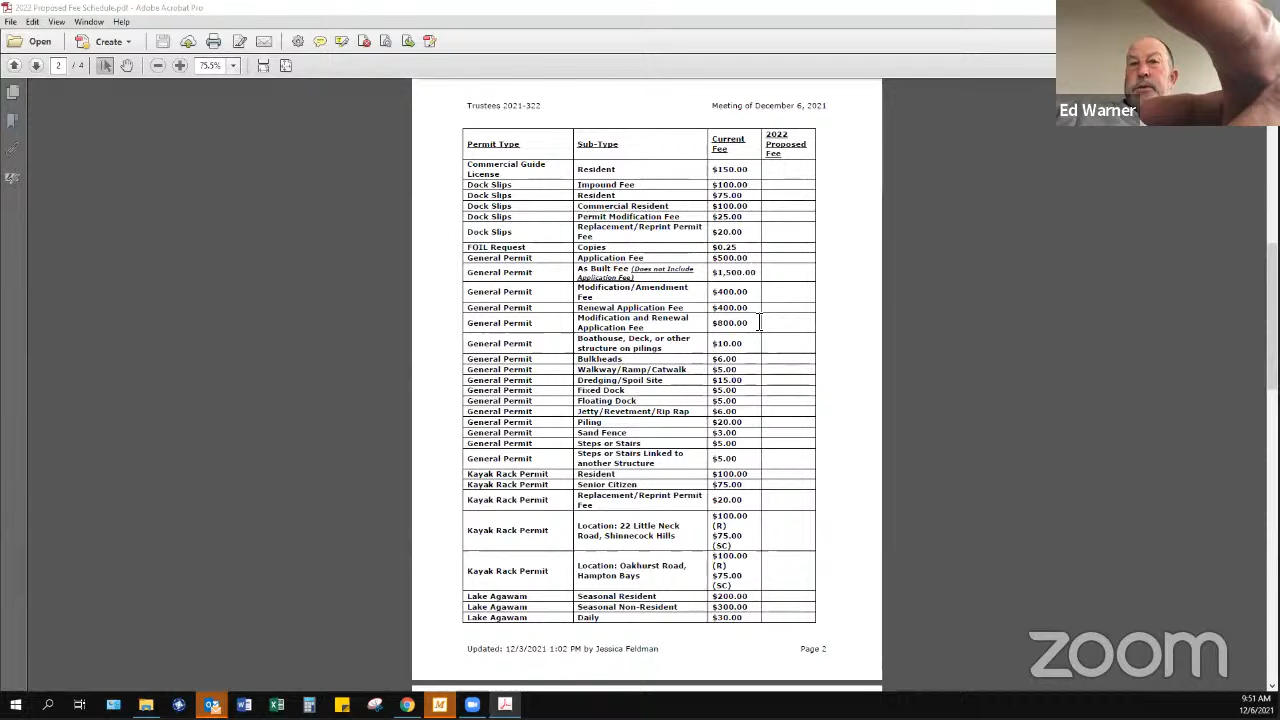 2022 Proposed Fee Schedule.pdf - Adobe Acrobat Pro
File Edit View Window Help
Open Create
2 / 4 75.5%
Ed Warner
Trustees 2021-322 Meeting of December 6, 2021
Permit Type Sub-Type Current Fee 2022 Proposed Fee
Commercial Guide License Resident $150.00
Dock Slips Impound Fee $100.00
Dock Slips Resident $75.00
Dock Slips Commercial Resident $100.00
Dock Slips Permit Modification Fee $25.00
Dock Slips Replacement/Reprint Permit Fee $20.00
FOIL Request Copies $0.25
General Permit Application Fee $500.00
General Permit As Built Fee (Does not Include Application Fee) $1,500.00
General Permit Modification/Amendment Fee $400.00
General Permit Renewal Application Fee $400.00
General Permit Modification and Renewal Application Fee $800.00
General Permit Boathouse, Deck, or other structure on pilings $10.00
General Permit Bulkheads $6.00
General Permit Walkway/Ramp/Catwalk $5.00
General Permit Dredging/Spoil Site $15.00
General Permit Fixed Dock $5.00
General Permit Floating Dock $5.00
General Permit Jetty/Revetment/Rip Rap $6.00
General Permit Piling $20.00
General Permit Sand Fence $3.00
General Permit Steps or Stairs $5.00
General Permit Steps or Stairs Linked to another Structure $5.00
Kayak Rack Permit Resident $100.00
Kayak Rack Permit Senior Citizen $75.00
Kayak Rack Permit Replacement/Reprint Permit Fee $20.00
Kayak Rack Permit Location: 22 Little Neck Road, Shinnecock Hills $100.00 (R) $75.00 (SC)
Kayak Rack Permit Location: Oakhurst Road, Hampton Bays $100.00 (R) $75.00 (SC)
Lake Agawam Seasonal Resident $200.00
Lake Agawam Seasonal Non-Resident $300.00
Lake Agawam Daily $30.00
Updated: 12/3/2021 1:02 PM by Jessica Feldman Page 2
zoom
9:51 AM
12/6/2021